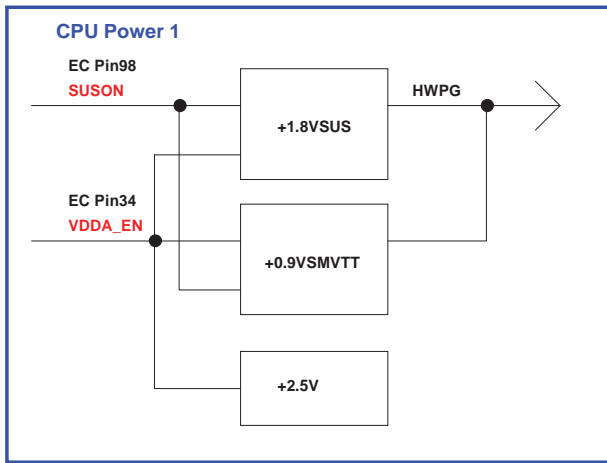 CPU Power 1
EC Pin98
SUSON
HWPG
+1.8VSUS
EC Pin34
VDDA_EN
+0.9VSMVTT
+2.5V